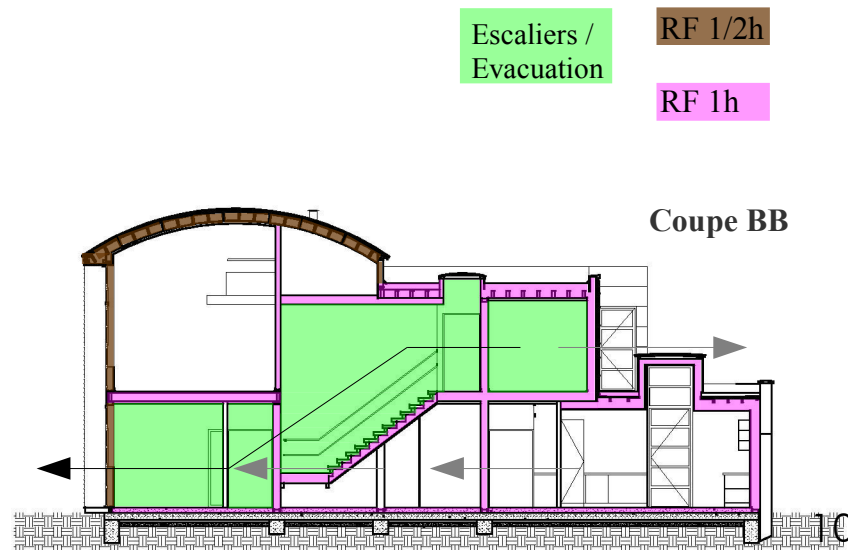 Escaliers /
Evacuation
RF 1/2h
RF 1h
Coupe BB
10